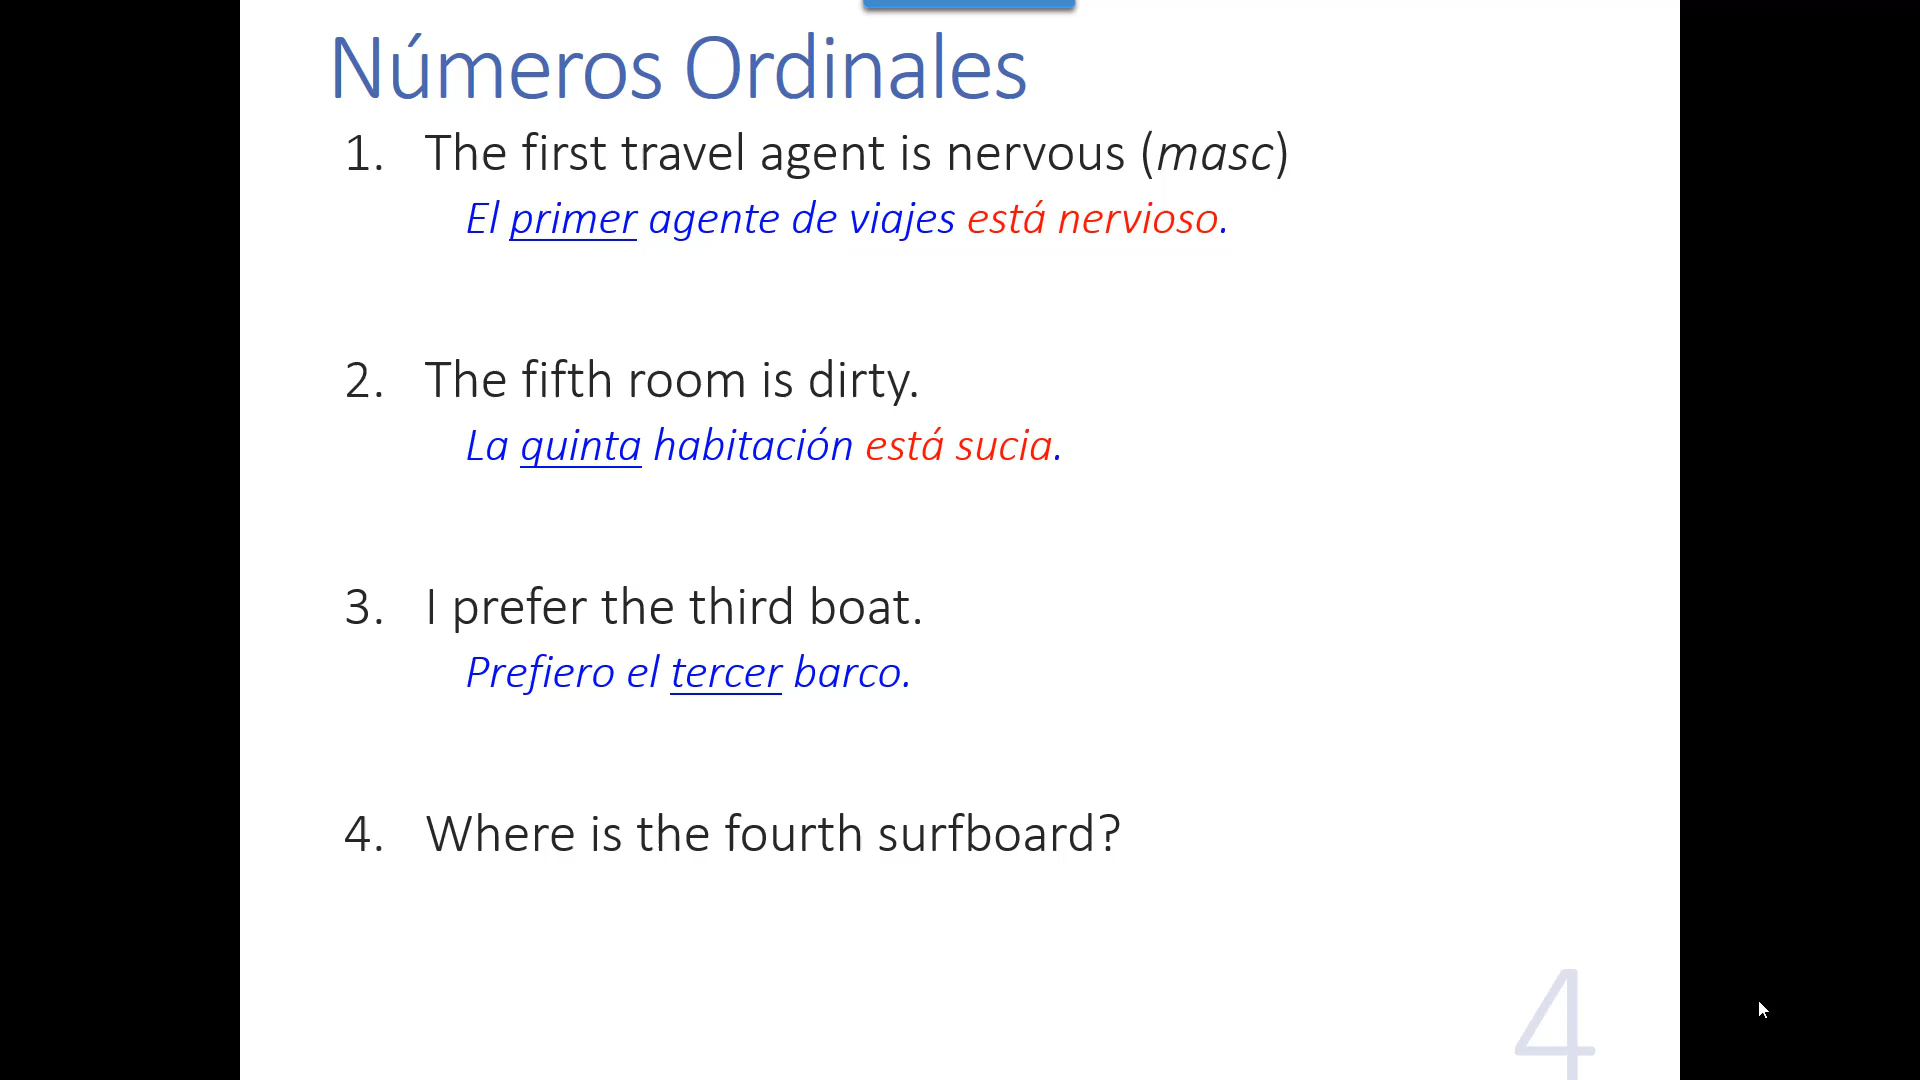 Números Ordinales
1. The first travel agent is nervous (masc)
El primer agente de viajes está nervioso.
2. The fifth room is dirty.
La quinta habitación está sucia.
3. I prefer the third boat.
Prefiero el tercer barco.
4. Where is the fourth surfboard?
4